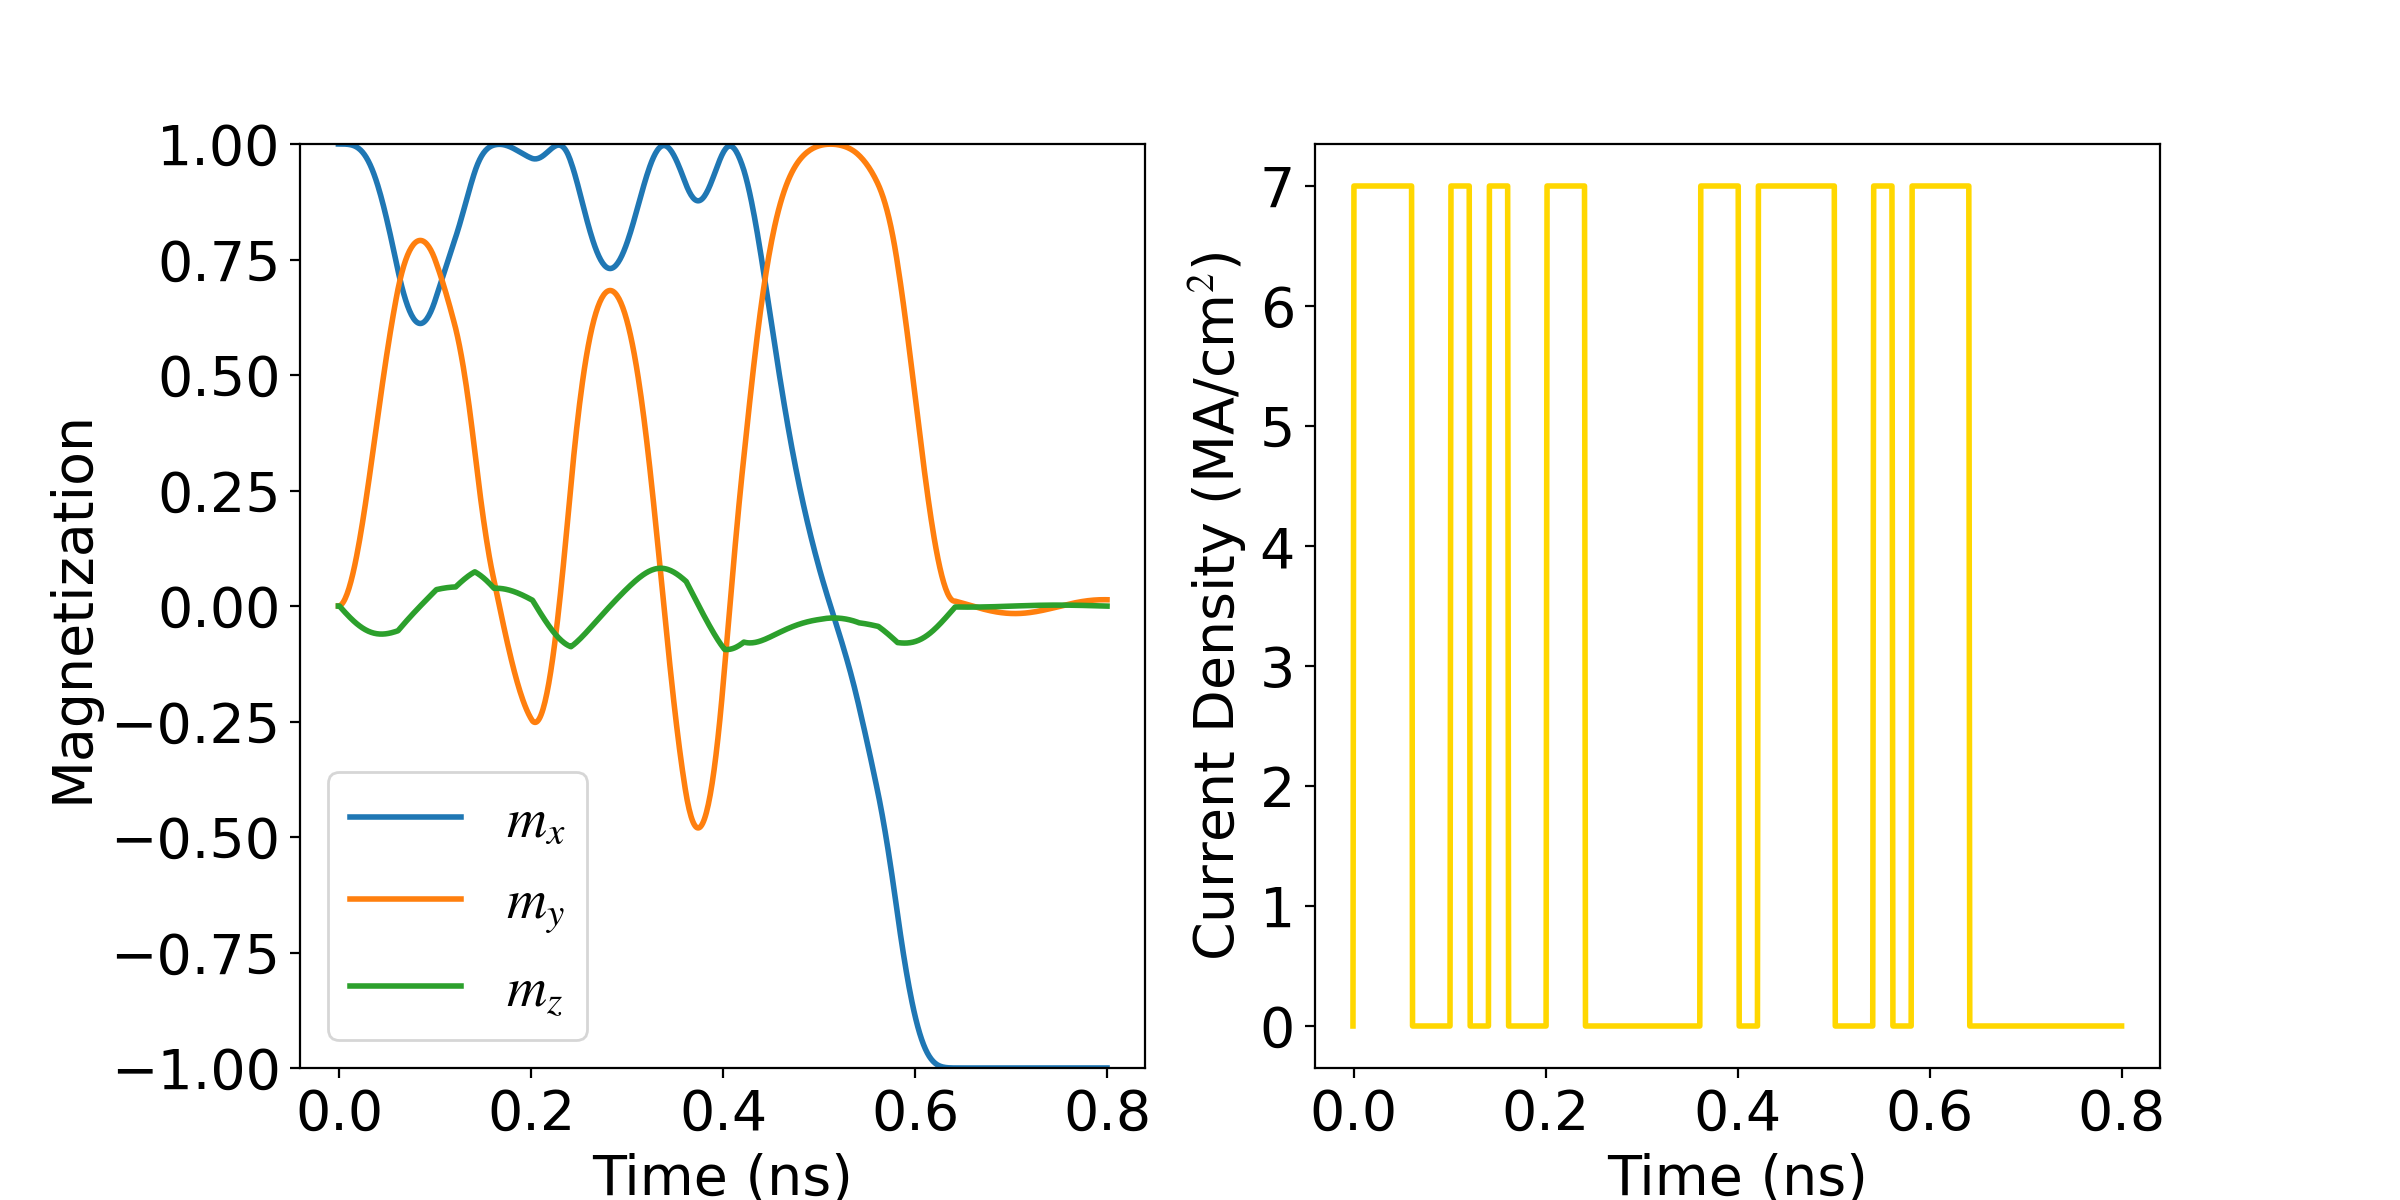 Magnetization
1.00
0.75
0.50
0.25
0.00
−0.25
−0.50
−0.75
−1.00
m_x
m_y
m_z
0.0 0.2 0.4 0.6 0.8
Time (ns)
Current Density (MA/cm²)
7
6
5
4
3
2
1
0
0.0 0.2 0.4 0.6 0.8
Time (ns)